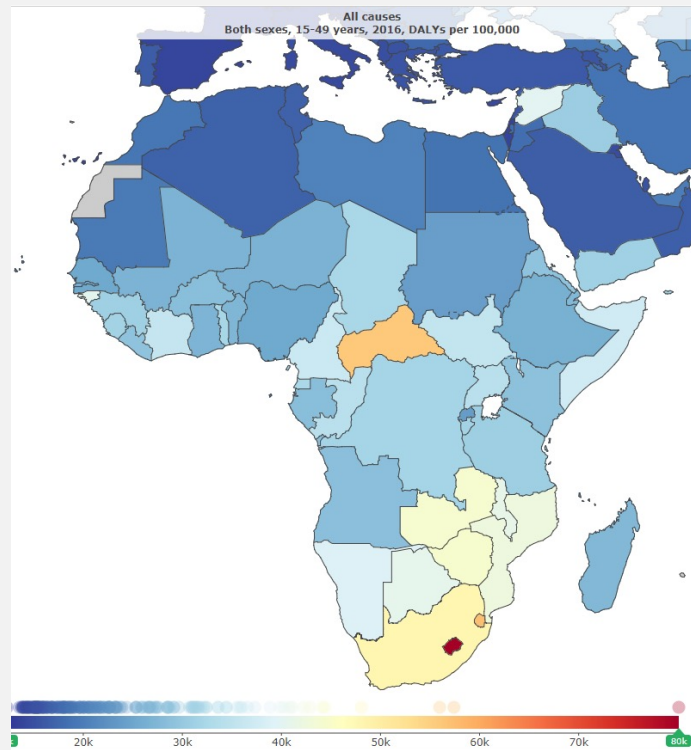 All causes
Both sexes, 15-49 years, 2016, DALYs per 100,000
20k 30k 40k 50k 60k 70k 80k